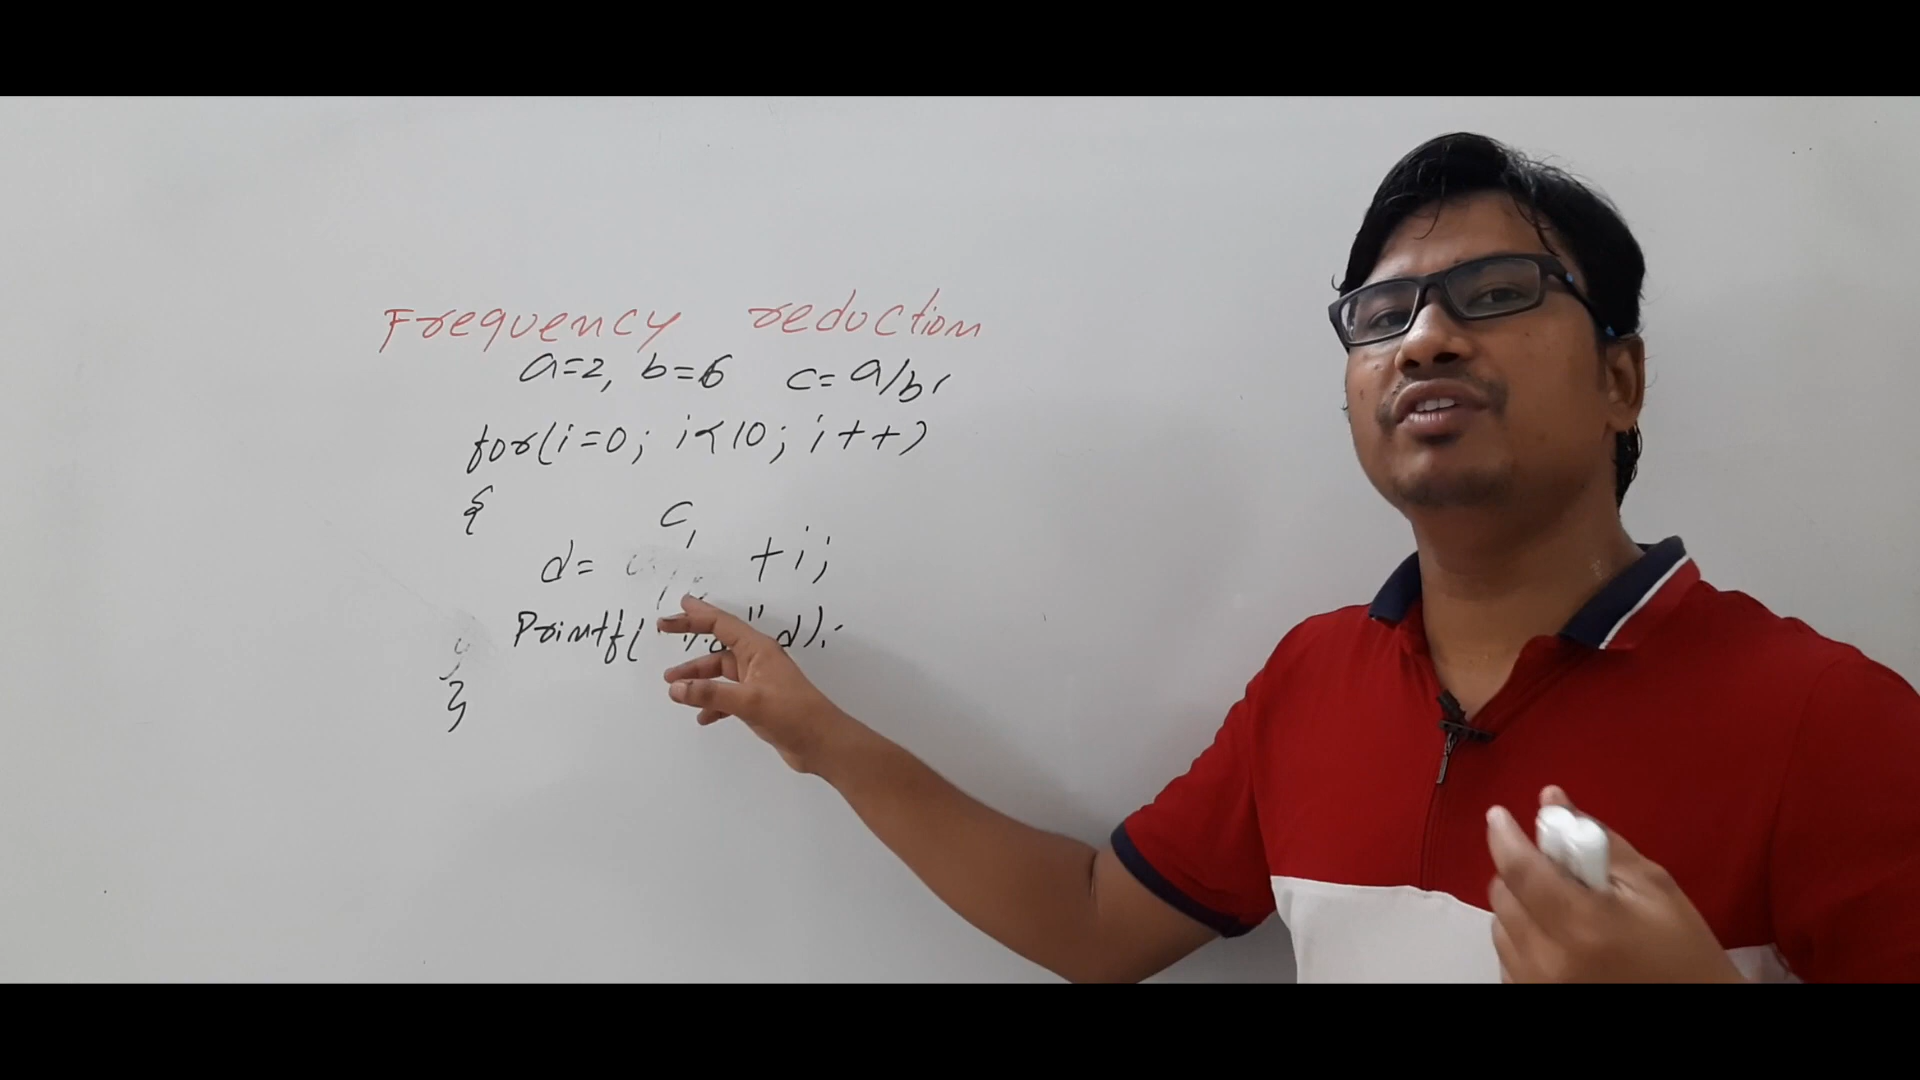 Frequency reduction
a=2, b=6 c=a/b,
for(i=0; i<10; i++)
{
c,
d= +i;
Printf("%d" d);
}